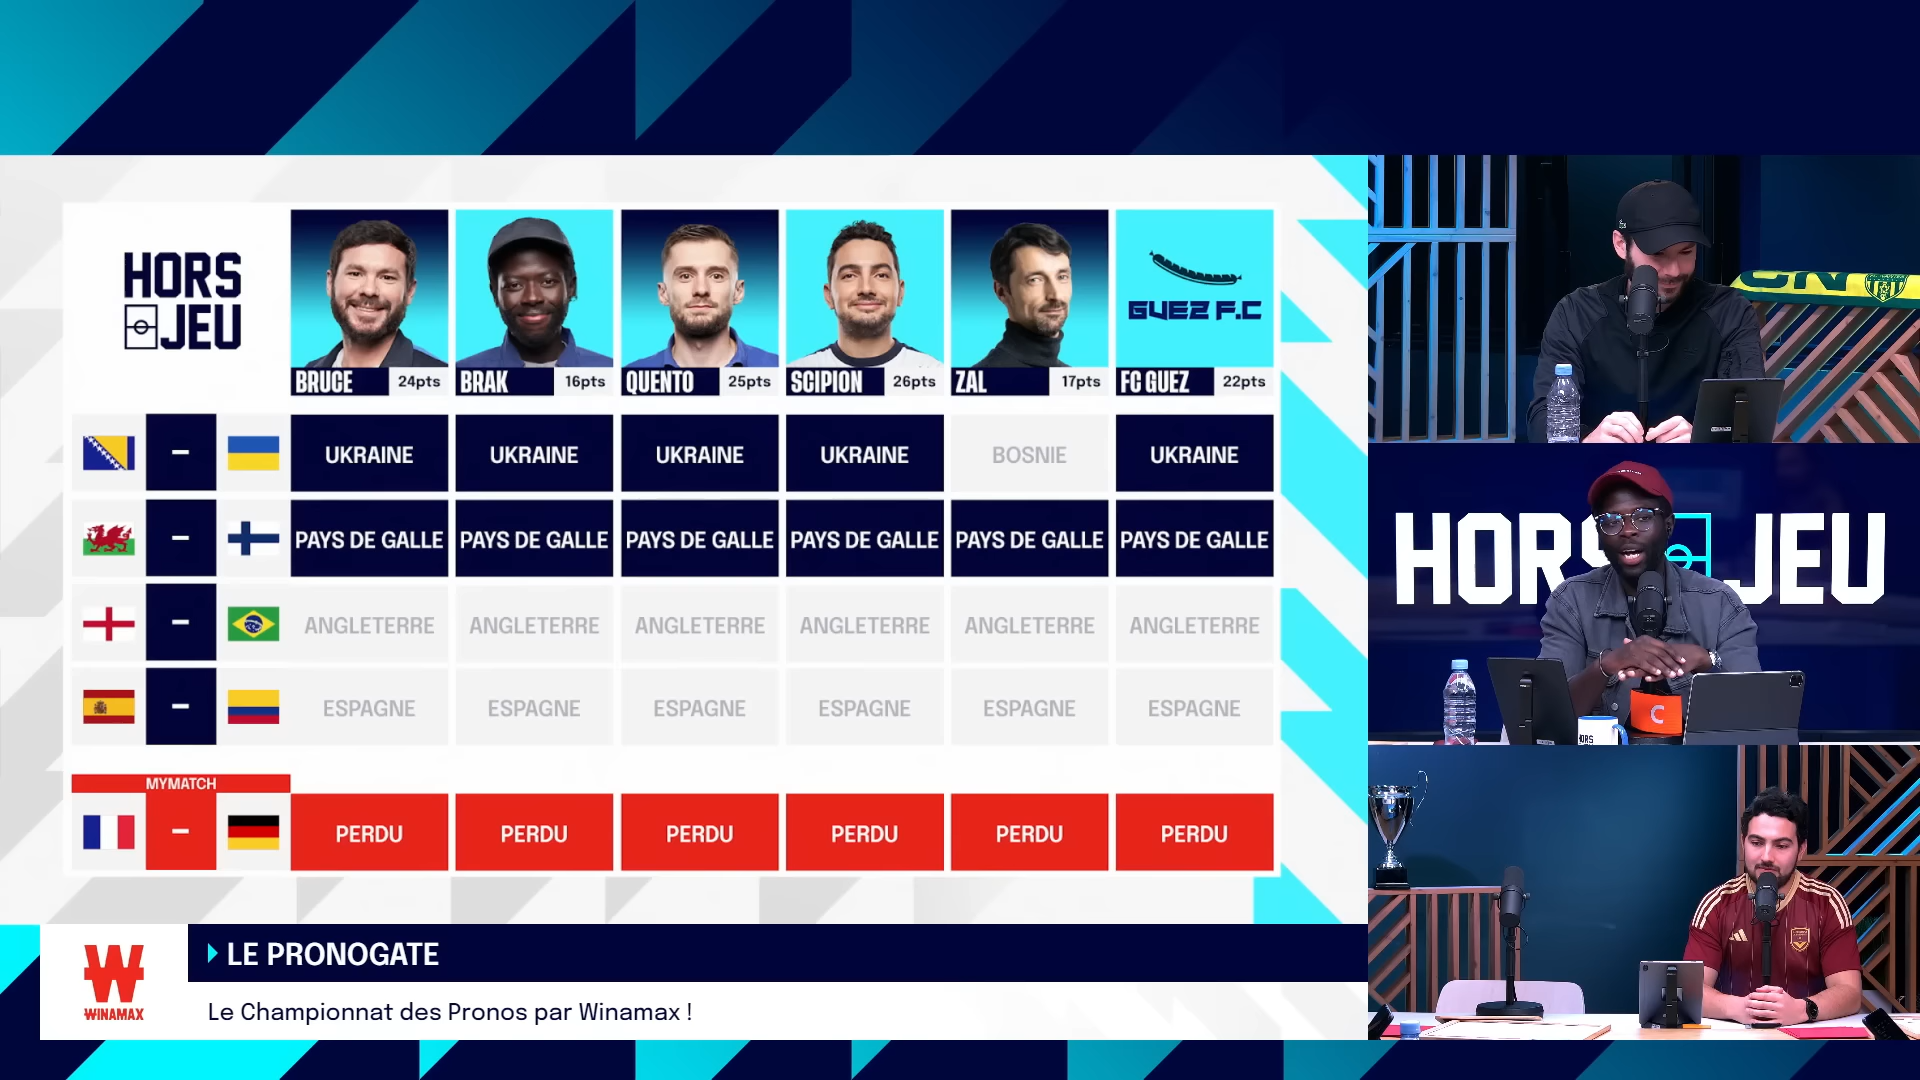 HORS
JEU
BRUCE 24pts
BRAK 16pts
QUENTO 25pts
SCIPION 26pts
ZAL 17pts
GUEZ F.C
FC GUEZ 22pts
UKRAINE UKRAINE UKRAINE UKRAINE BOSNIE UKRAINE
PAYS DE GALLE PAYS DE GALLE PAYS DE GALLE PAYS DE GALLE PAYS DE GALLE PAYS DE GALLE
ANGLETERRE ANGLETERRE ANGLETERRE ANGLETERRE ANGLETERRE ANGLETERRE
ESPAGNE ESPAGNE ESPAGNE ESPAGNE ESPAGNE ESPAGNE
MYMATCH
PERDU PERDU PERDU PERDU PERDU PERDU
W
WINAMAX
LE PRONOGATE
Le Championnat des Pronos par Winamax !
CN
HORS JEU
C
HORS